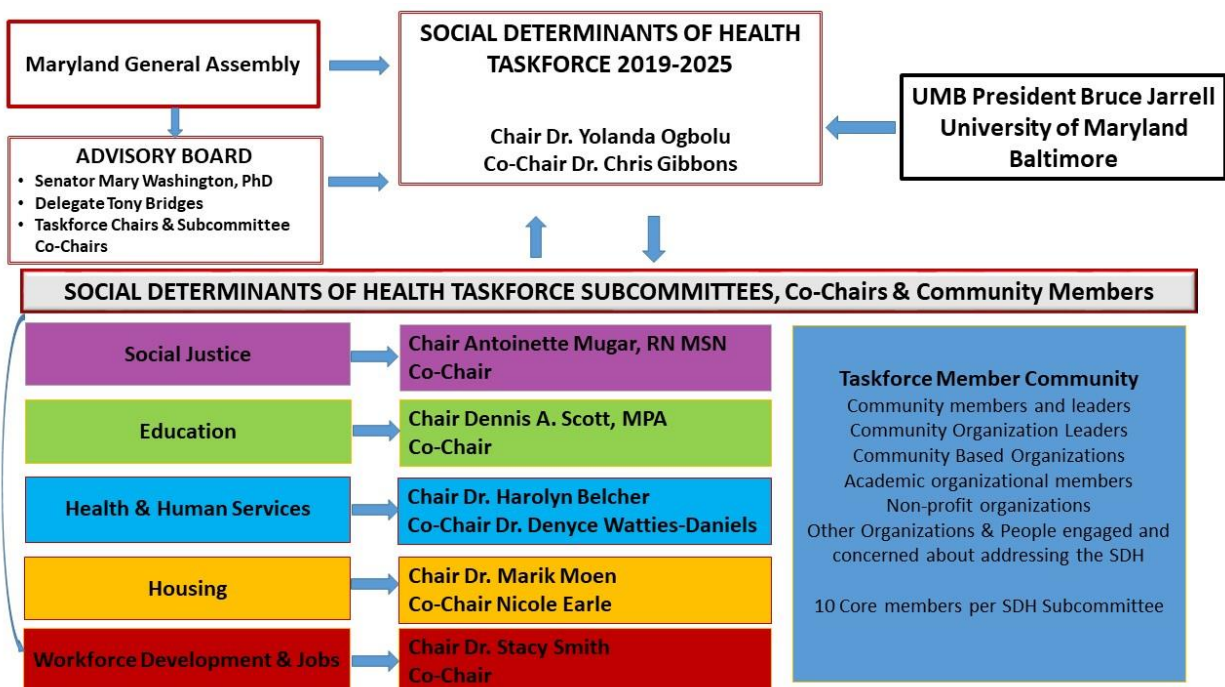 Maryland General Assembly
SOCIAL DETERMINANTS OF HEALTH
TASKFORCE 2019-2025
Chair Dr. Yolanda Ogbolu
Co-Chair Dr. Chris Gibbons
UMB President Bruce Jarrell
University of Maryland
Baltimore
ADVISORY BOARD
• Senator Mary Washington, PhD
• Delegate Tony Bridges
• Taskforce Chairs & Subcommittee
Co-Chairs
SOCIAL DETERMINANTS OF HEALTH TASKFORCE SUBCOMMITTEES, Co-Chairs & Community Members
Social Justice
Chair Antoinette Mugar, RN MSN
Co-Chair
Education
Chair Dennis A. Scott, MPA
Co-Chair
Health & Human Services
Chair Dr. Harolyn Belcher
Co-Chair Dr. Denyce Watties-Daniels
Housing
Chair Dr. Marik Moen
Co-Chair Nicole Earle
Workforce Development & Jobs
Chair Dr. Stacy Smith
Co-Chair
Taskforce Member Community
Community members and leaders
Community Organization Leaders
Community Based Organizations
Academic organizational members
Non-profit organizations
Other Organizations & People engaged and
concerned about addressing the SDH
10 Core members per SDH Subcommittee